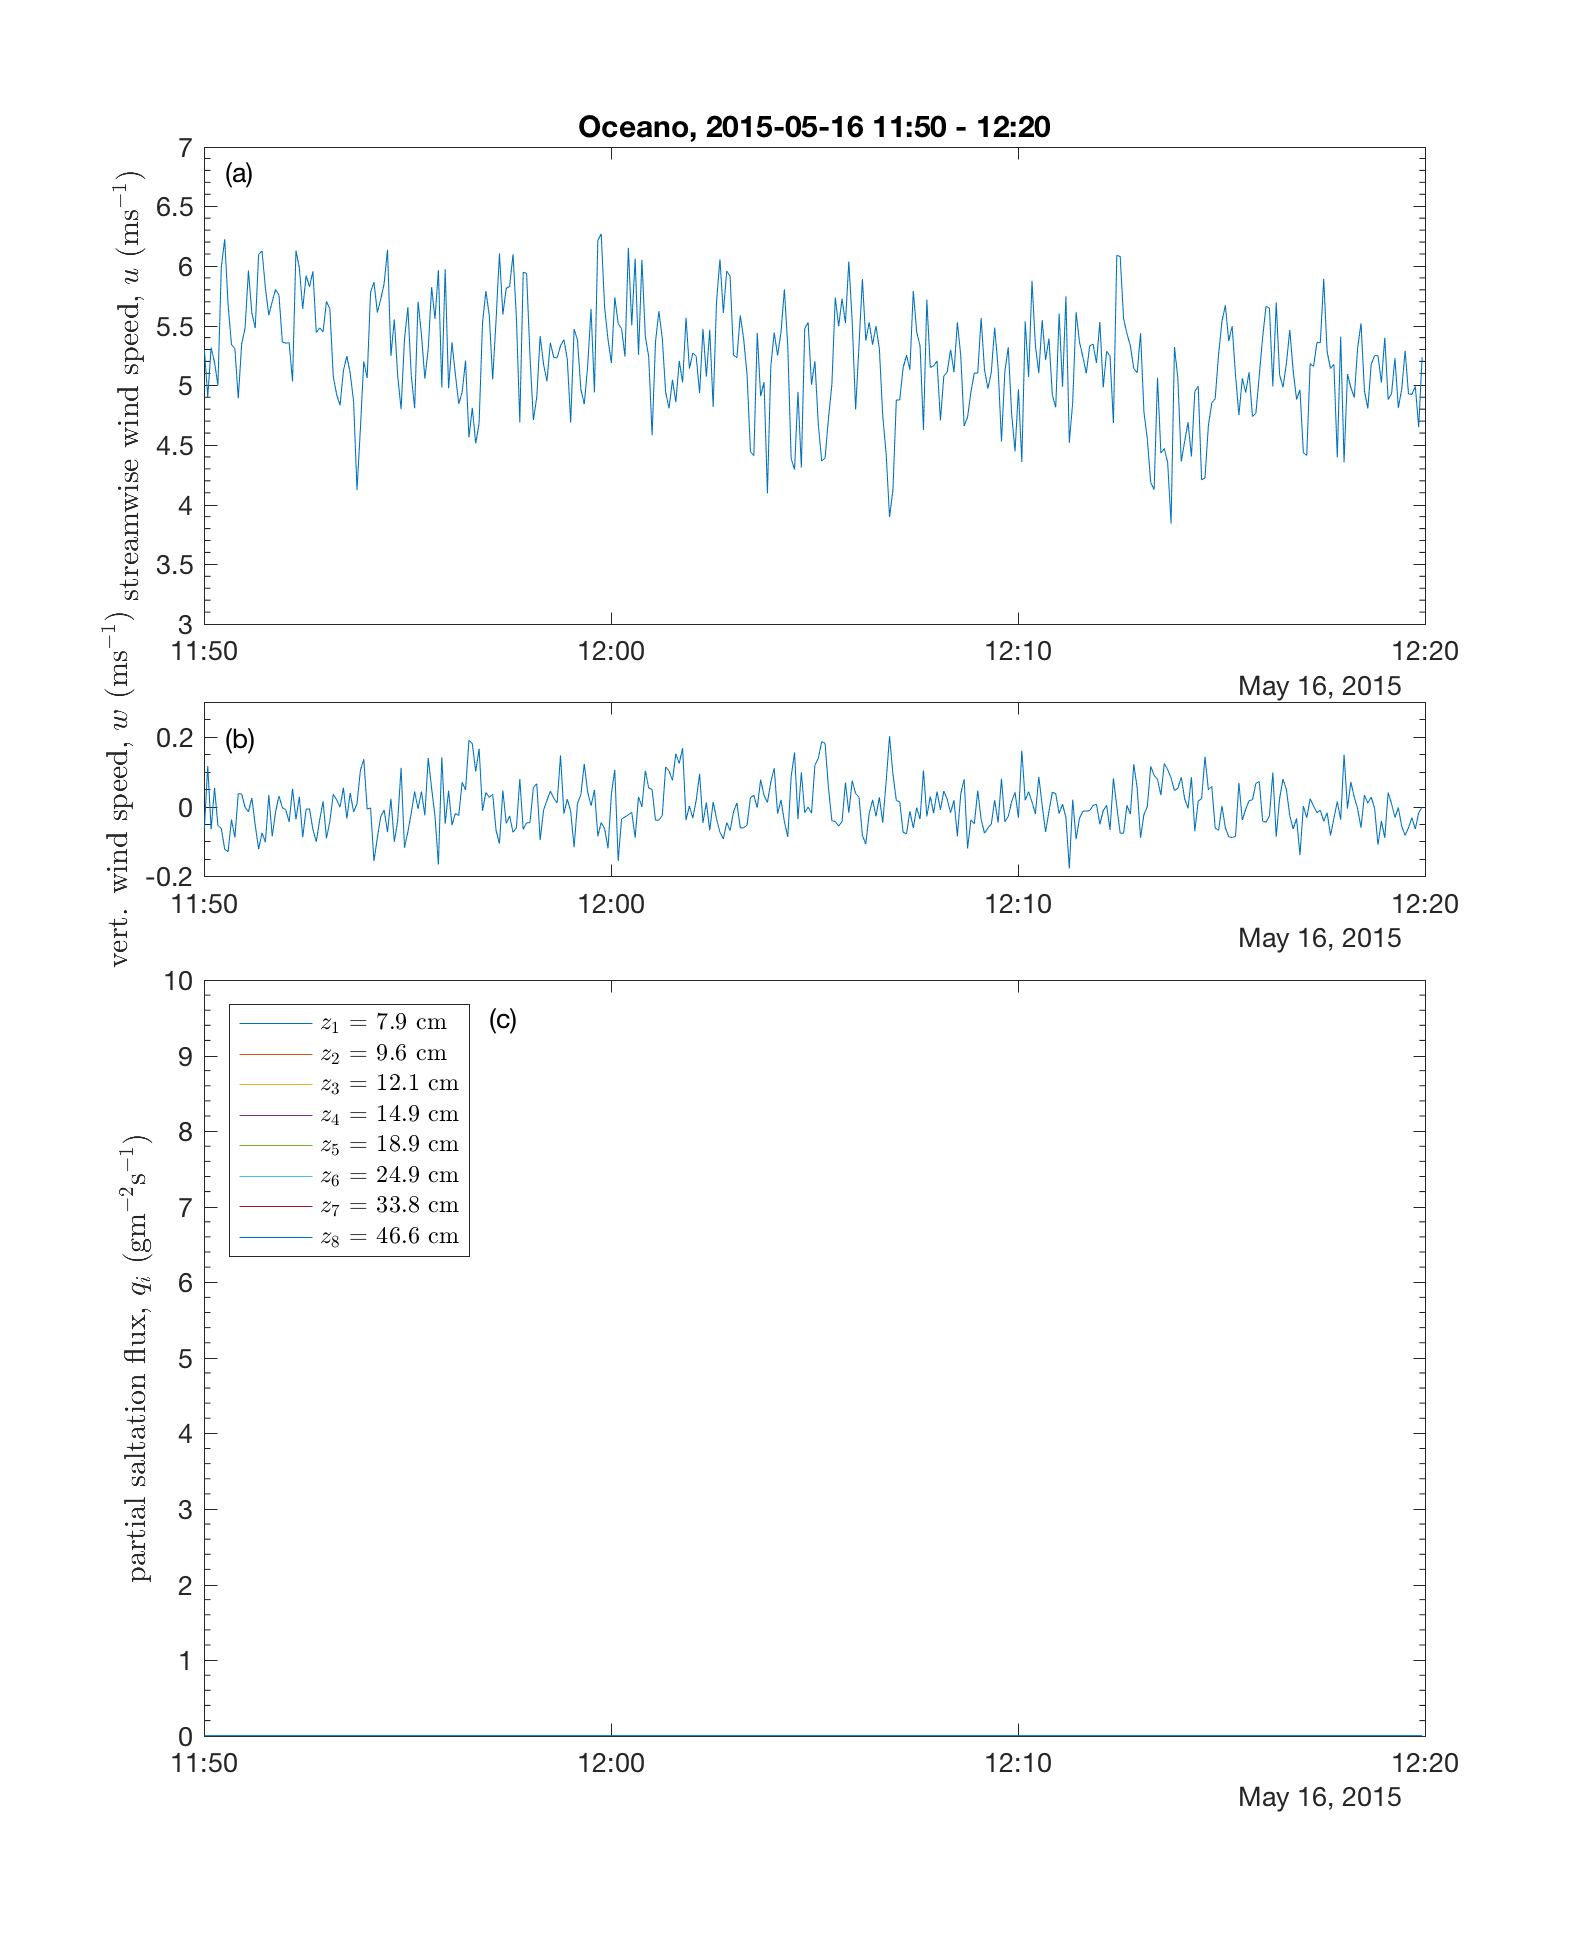 Oceano, 2015-05-16 11:50 - 12:20
(a)
streamwise wind speed, u (ms⁻¹)
7
6.5
6
5.5
5
4.5
4
3.5
3
11:50 12:00 12:10 12:20
May 16, 2015
(b)
vert. wind speed, w (ms⁻¹)
0.2
0
-0.2
11:50 12:00 12:10 12:20
May 16, 2015
(c)
partial saltation flux, qᵢ (gm⁻²s⁻¹)
10
9
8
7
6
5
4
3
2
1
0
z₁ = 7.9 cm
z₂ = 9.6 cm
z₃ = 12.1 cm
z₄ = 14.9 cm
z₅ = 18.9 cm
z₆ = 24.9 cm
z₇ = 33.8 cm
z₈ = 46.6 cm
11:50 12:00 12:10 12:20
May 16, 2015